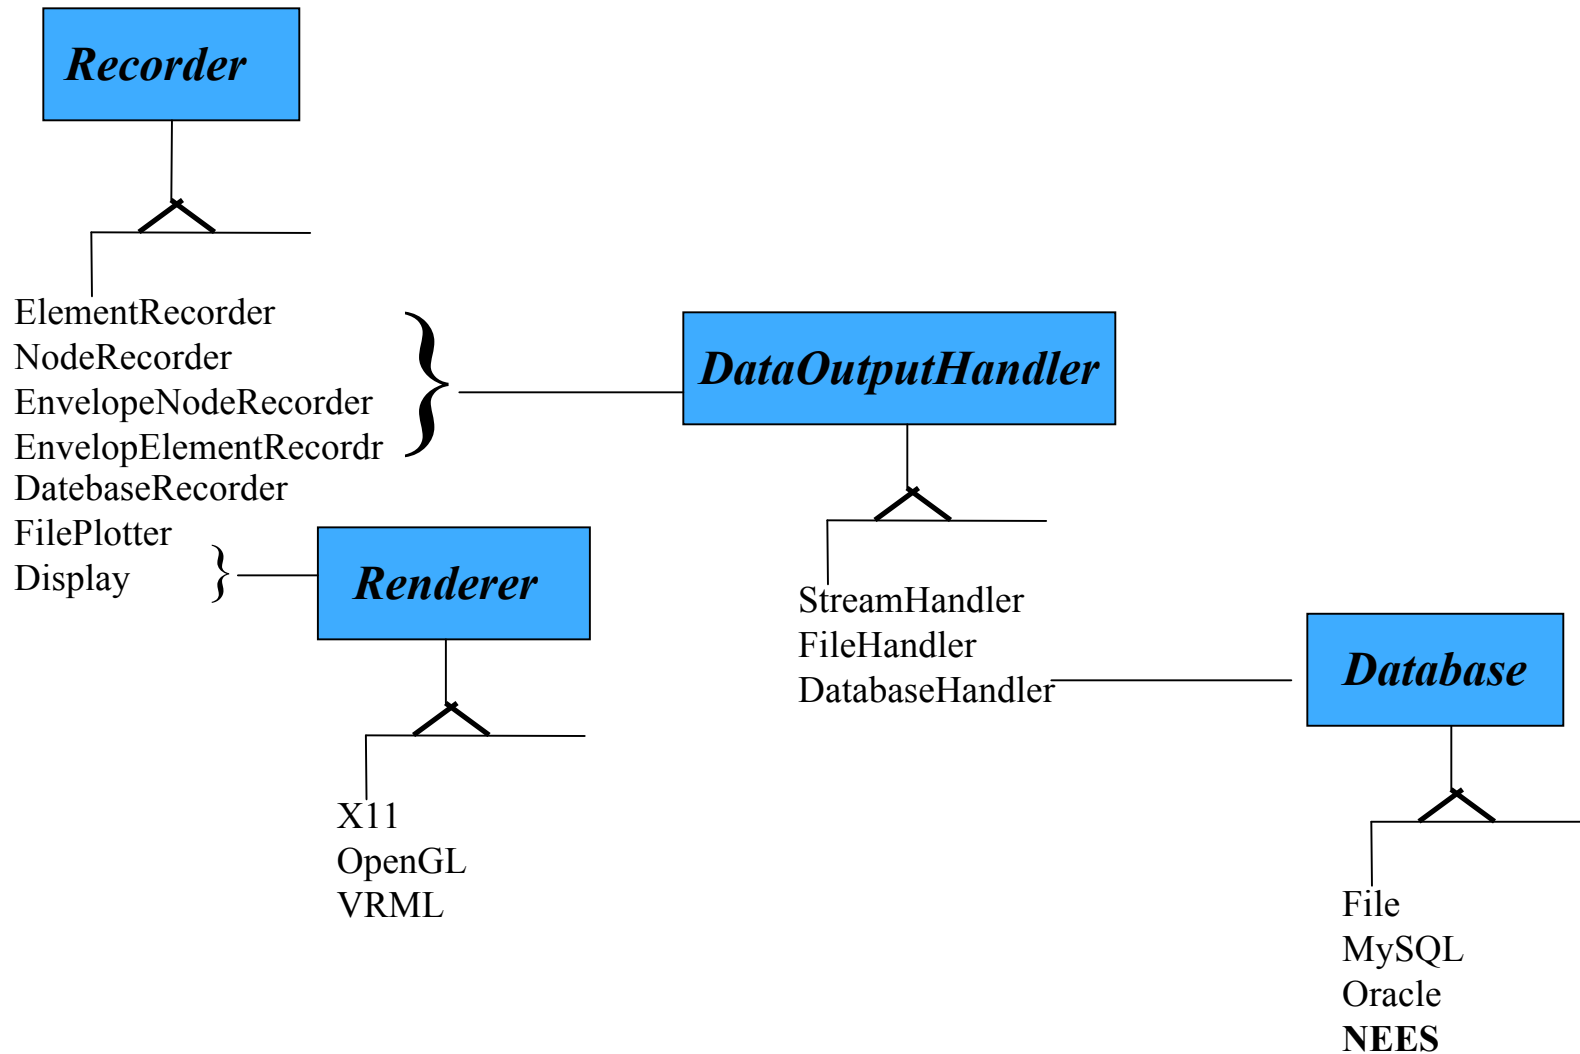 Recorder
ElementRecorder
NodeRecorder
EnvelopeNodeRecorder
EnvelopElementRecordr
DatebaseRecorder
FilePlotter
Display
DataOutputHandler
Renderer
StreamHandler
FileHandler
DatabaseHandler
Database
X11
OpenGL
VRML
File
MySQL
Oracle
NEES